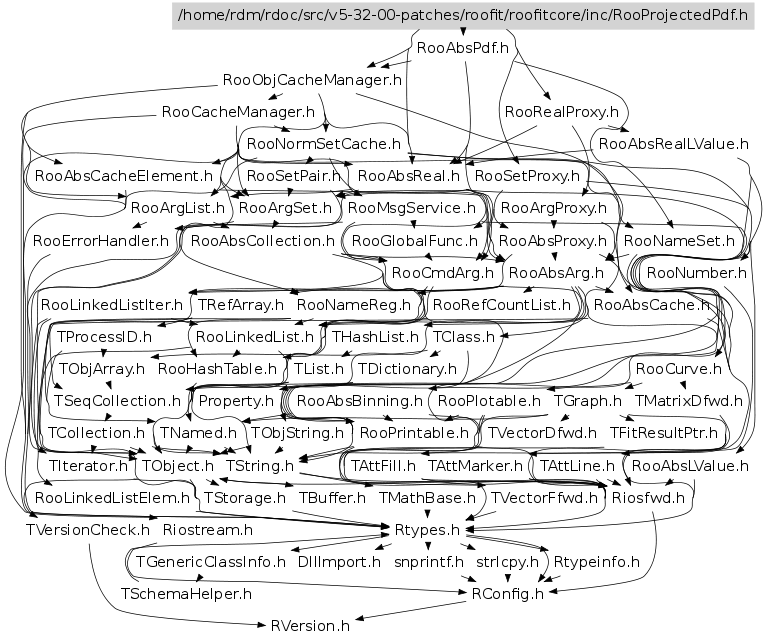 /home/rdm/rdoc/src/v5-32-00-patches/roofit/roofitcore/inc/RooProjectedPdf.h
RooAbsPdf.h
RooObjCacheManager.h
RooCacheManager.h
RooRealProxy.h
RooNormSetCache.h
RooAbsRealLValue.h
RooAbsCacheElement.h
RooSetPair.h
RooAbsReal.h
RooSetProxy.h
RooArgList.h
RooArgSet.h
RooMsgService.h
RooArgProxy.h
RooErrorHandler.h
RooAbsCollection.h
RooGlobalFunc.h
RooAbsProxy.h
RooNameSet.h
RooCmdArg.h
RooAbsArg.h
RooNumber.h
RooLinkedListIter.h
TRefArray.h
RooNameReg.h
RooRefCountList.h
RooAbsCache.h
TProcessID.h
RooLinkedList.h
THashList.h
TClass.h
TObjArray.h
RooHashTable.h
TList.h
TDictionary.h
RooCurve.h
TSeqCollection.h
Property.h
RooAbsBinning.h
RooPlotable.h
TGraph.h
TMatrixDfwd.h
TCollection.h
TNamed.h
TObjString.h
RooPrintable.h
TVectorDfwd.h
TFitResultPtr.h
TIterator.h
TObject.h
TString.h
TAttFill.h
TAttMarker.h
TAttLine.h
RooAbsLValue.h
RooLinkedListElem.h
TStorage.h
TBuffer.h
TMathBase.h
TVectorFfwd.h
Riosfwd.h
TVersionCheck.h
Riostream.h
Rtypes.h
TGenericClassInfo.h
DllImport.h
snprintf.h
strlcpy.h
Rtypeinfo.h
TSchemaHelper.h
RConfig.h
RVersion.h